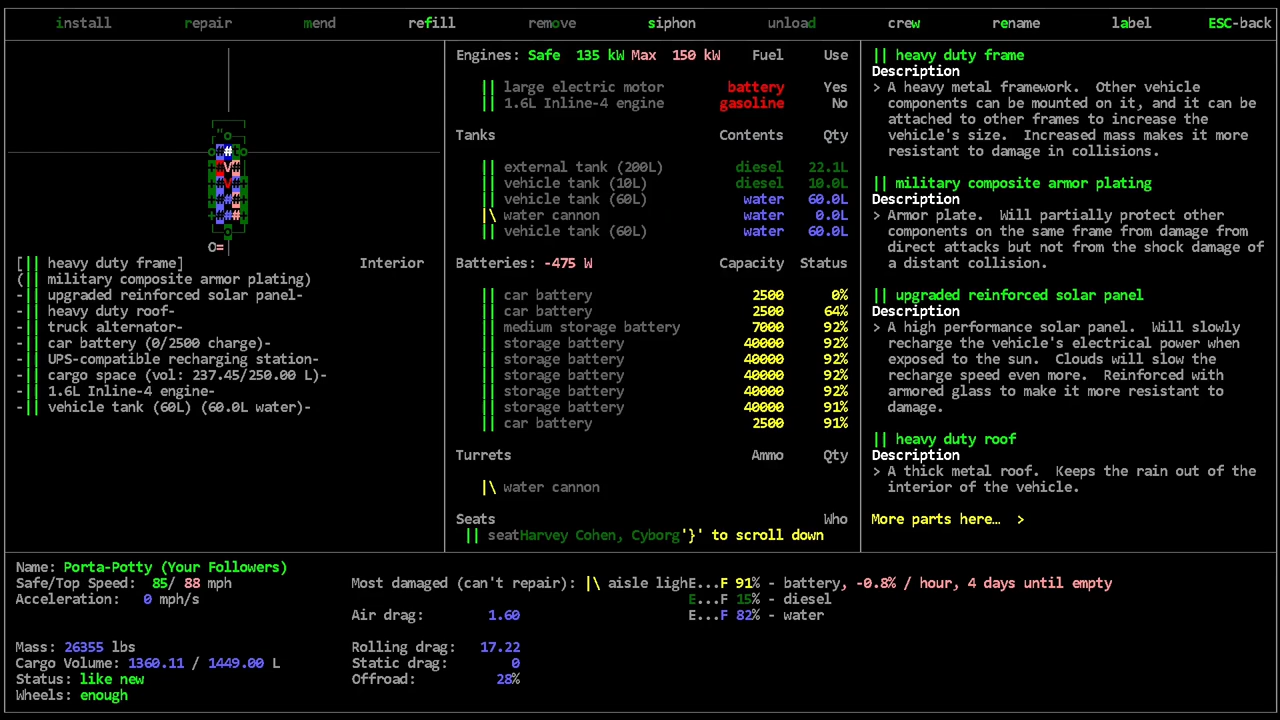 install repair mend refill remove siphon unload crew rename label ESC-back
[|| heavy duty frame] Interior
(|| military composite armor plating)
-|| upgraded reinforced solar panel-
-|| heavy duty roof-
-|| truck alternator-
-|| car battery (0/2500 charge)-
-|| UPS-compatible recharging station-
-|| cargo space (vol: 237.45/250.00 L)-
-|| 1.6L Inline-4 engine-
-|| vehicle tank (60L) (60.0L water)-
Engines: Safe 135 kW Max 150 kW Fuel Use
|| large electric motor battery Yes
|| 1.6L Inline-4 engine gasoline No
Tanks Contents Qty
|| external tank (200L) diesel 22.1L
|| vehicle tank (10L) diesel 10.0L
|| vehicle tank (60L) water 60.0L
|\ water cannon water 0.0L
|| vehicle tank (60L) water 60.0L
Batteries: -475 W Capacity Status
|| car battery 2500 0%
|| car battery 2500 64%
|| medium storage battery 7000 92%
|| storage battery 40000 92%
|| storage battery 40000 92%
|| storage battery 40000 92%
|| storage battery 40000 92%
|| storage battery 40000 91%
|| car battery 2500 91%
Turrets Ammo Qty
|\ water cannon
Seats Who
|| seatHarvey Cohen, Cyborg'}' to scroll down
|| heavy duty frame
Description
> A heavy metal framework. Other vehicle
components can be mounted on it, and it can be
attached to other frames to increase the
vehicle's size. Increased mass makes it more
resistant to damage in collisions.
|| military composite armor plating
Description
> Armor plate. Will partially protect other
components on the same frame from damage from
direct attacks but not from the shock damage of
a distant collision.
|| upgraded reinforced solar panel
Description
> A high performance solar panel. Will slowly
recharge the vehicle's electrical power when
exposed to the sun. Clouds will slow the
recharge speed even more. Reinforced with
armored glass to make it more resistant to
damage.
|| heavy duty roof
Description
> A thick metal roof. Keeps the rain out of the
interior of the vehicle.
More parts here… >
Name: Porta-Potty (Your Followers)
Safe/Top Speed: 85/ 88 mph Most damaged (can't repair): |\ aisle lighE...F 91% - battery, -0.8% / hour, 4 days until empty
Acceleration: 0 mph/s E...F 15% - diesel
Air drag: 1.60 E...F 82% - water
Mass: 26355 lbs Rolling drag: 17.22
Cargo Volume: 1360.11 / 1449.00 L Static drag: 0
Status: like new Offroad: 28%
Wheels: enough